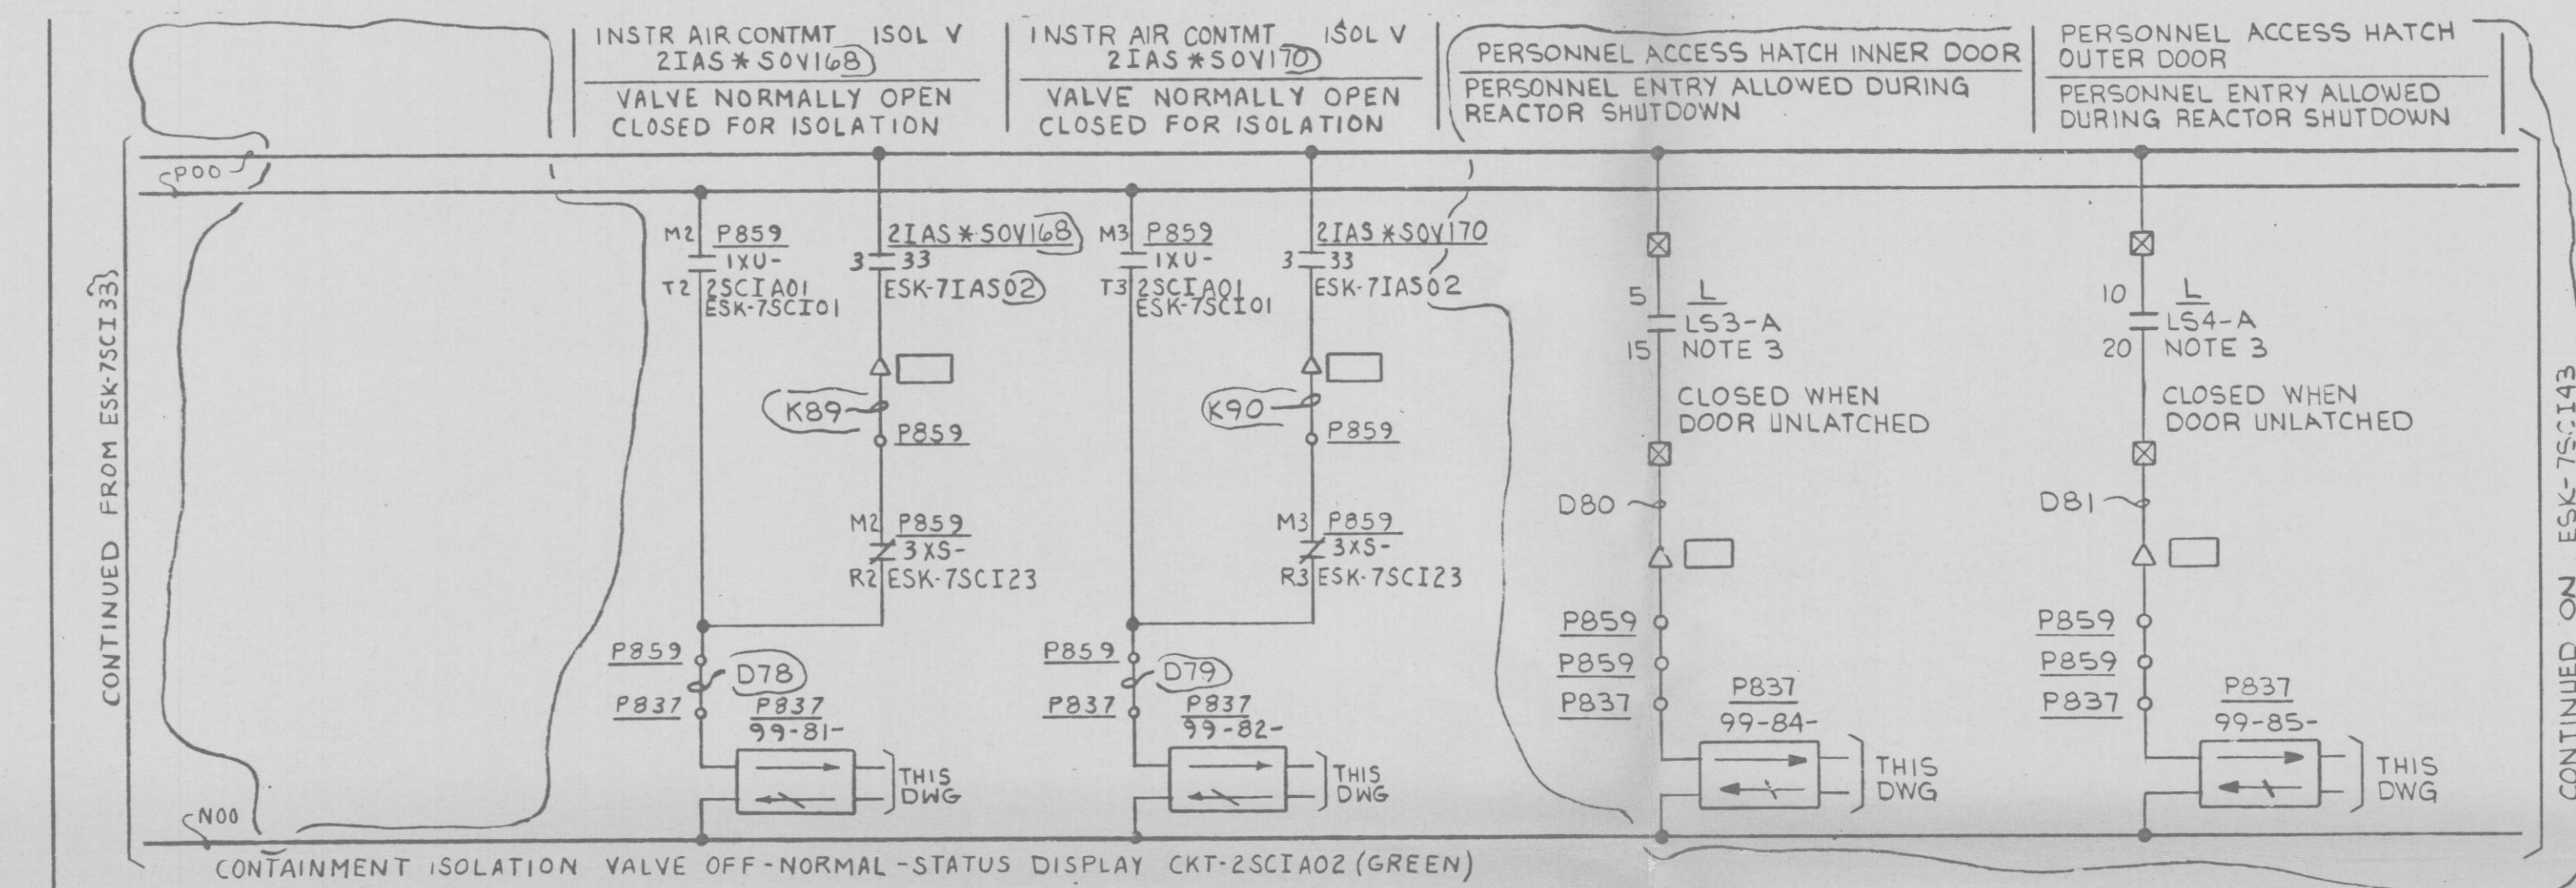 INSTR AIR CONTMT ISOL V
2IAS*SOV168
VALVE NORMALLY OPEN
CLOSED FOR ISOLATION
INSTR AIR CONTMT ISOL V
2IAS*SOV170
VALVE NORMALLY OPEN
CLOSED FOR ISOLATION
PERSONNEL ACCESS HATCH INNER DOOR
PERSONNEL ENTRY ALLOWED DURING
REACTOR SHUTDOWN
PERSONNEL ACCESS HATCH
OUTER DOOR
PERSONNEL ENTRY ALLOWED
DURING REACTOR SHUTDOWN
CONTINUED FROM ESK-7SCI33
P00
M2 P859
1XU-
T2 2SCIA01
ESK-7SCI01
2IAS*SOV168
3 33
ESK-7IAS02
K89
P859
M2 P859
3XS-
R2 ESK-7SCI23
P859
D78
P837
P837
99-81-
THIS
DWG
M3 P859
1XU-
T3 2SCIA01
ESK-7SCI01
2IAS*SOV170
3 33
ESK-7IAS02
K90
P859
M3 P859
3XS-
R3 ESK-7SCI23
P859
D79
P837
P837
99-82-
THIS
DWG
5 L
LS3-A
15 NOTE 3
CLOSED WHEN
DOOR UNLATCHED
D80
P859
P859
P837
P837
99-84-
THIS
DWG
10 L
LS4-A
20 NOTE 3
CLOSED WHEN
DOOR UNLATCHED
D81
P859
P859
P837
P837
99-85-
THIS
DWG
CONTINUED ON ESK-7SCI43
N00
CONTAINMENT ISOLATION VALVE OFF-NORMAL-STATUS DISPLAY CKT-2SCIA02 (GREEN)